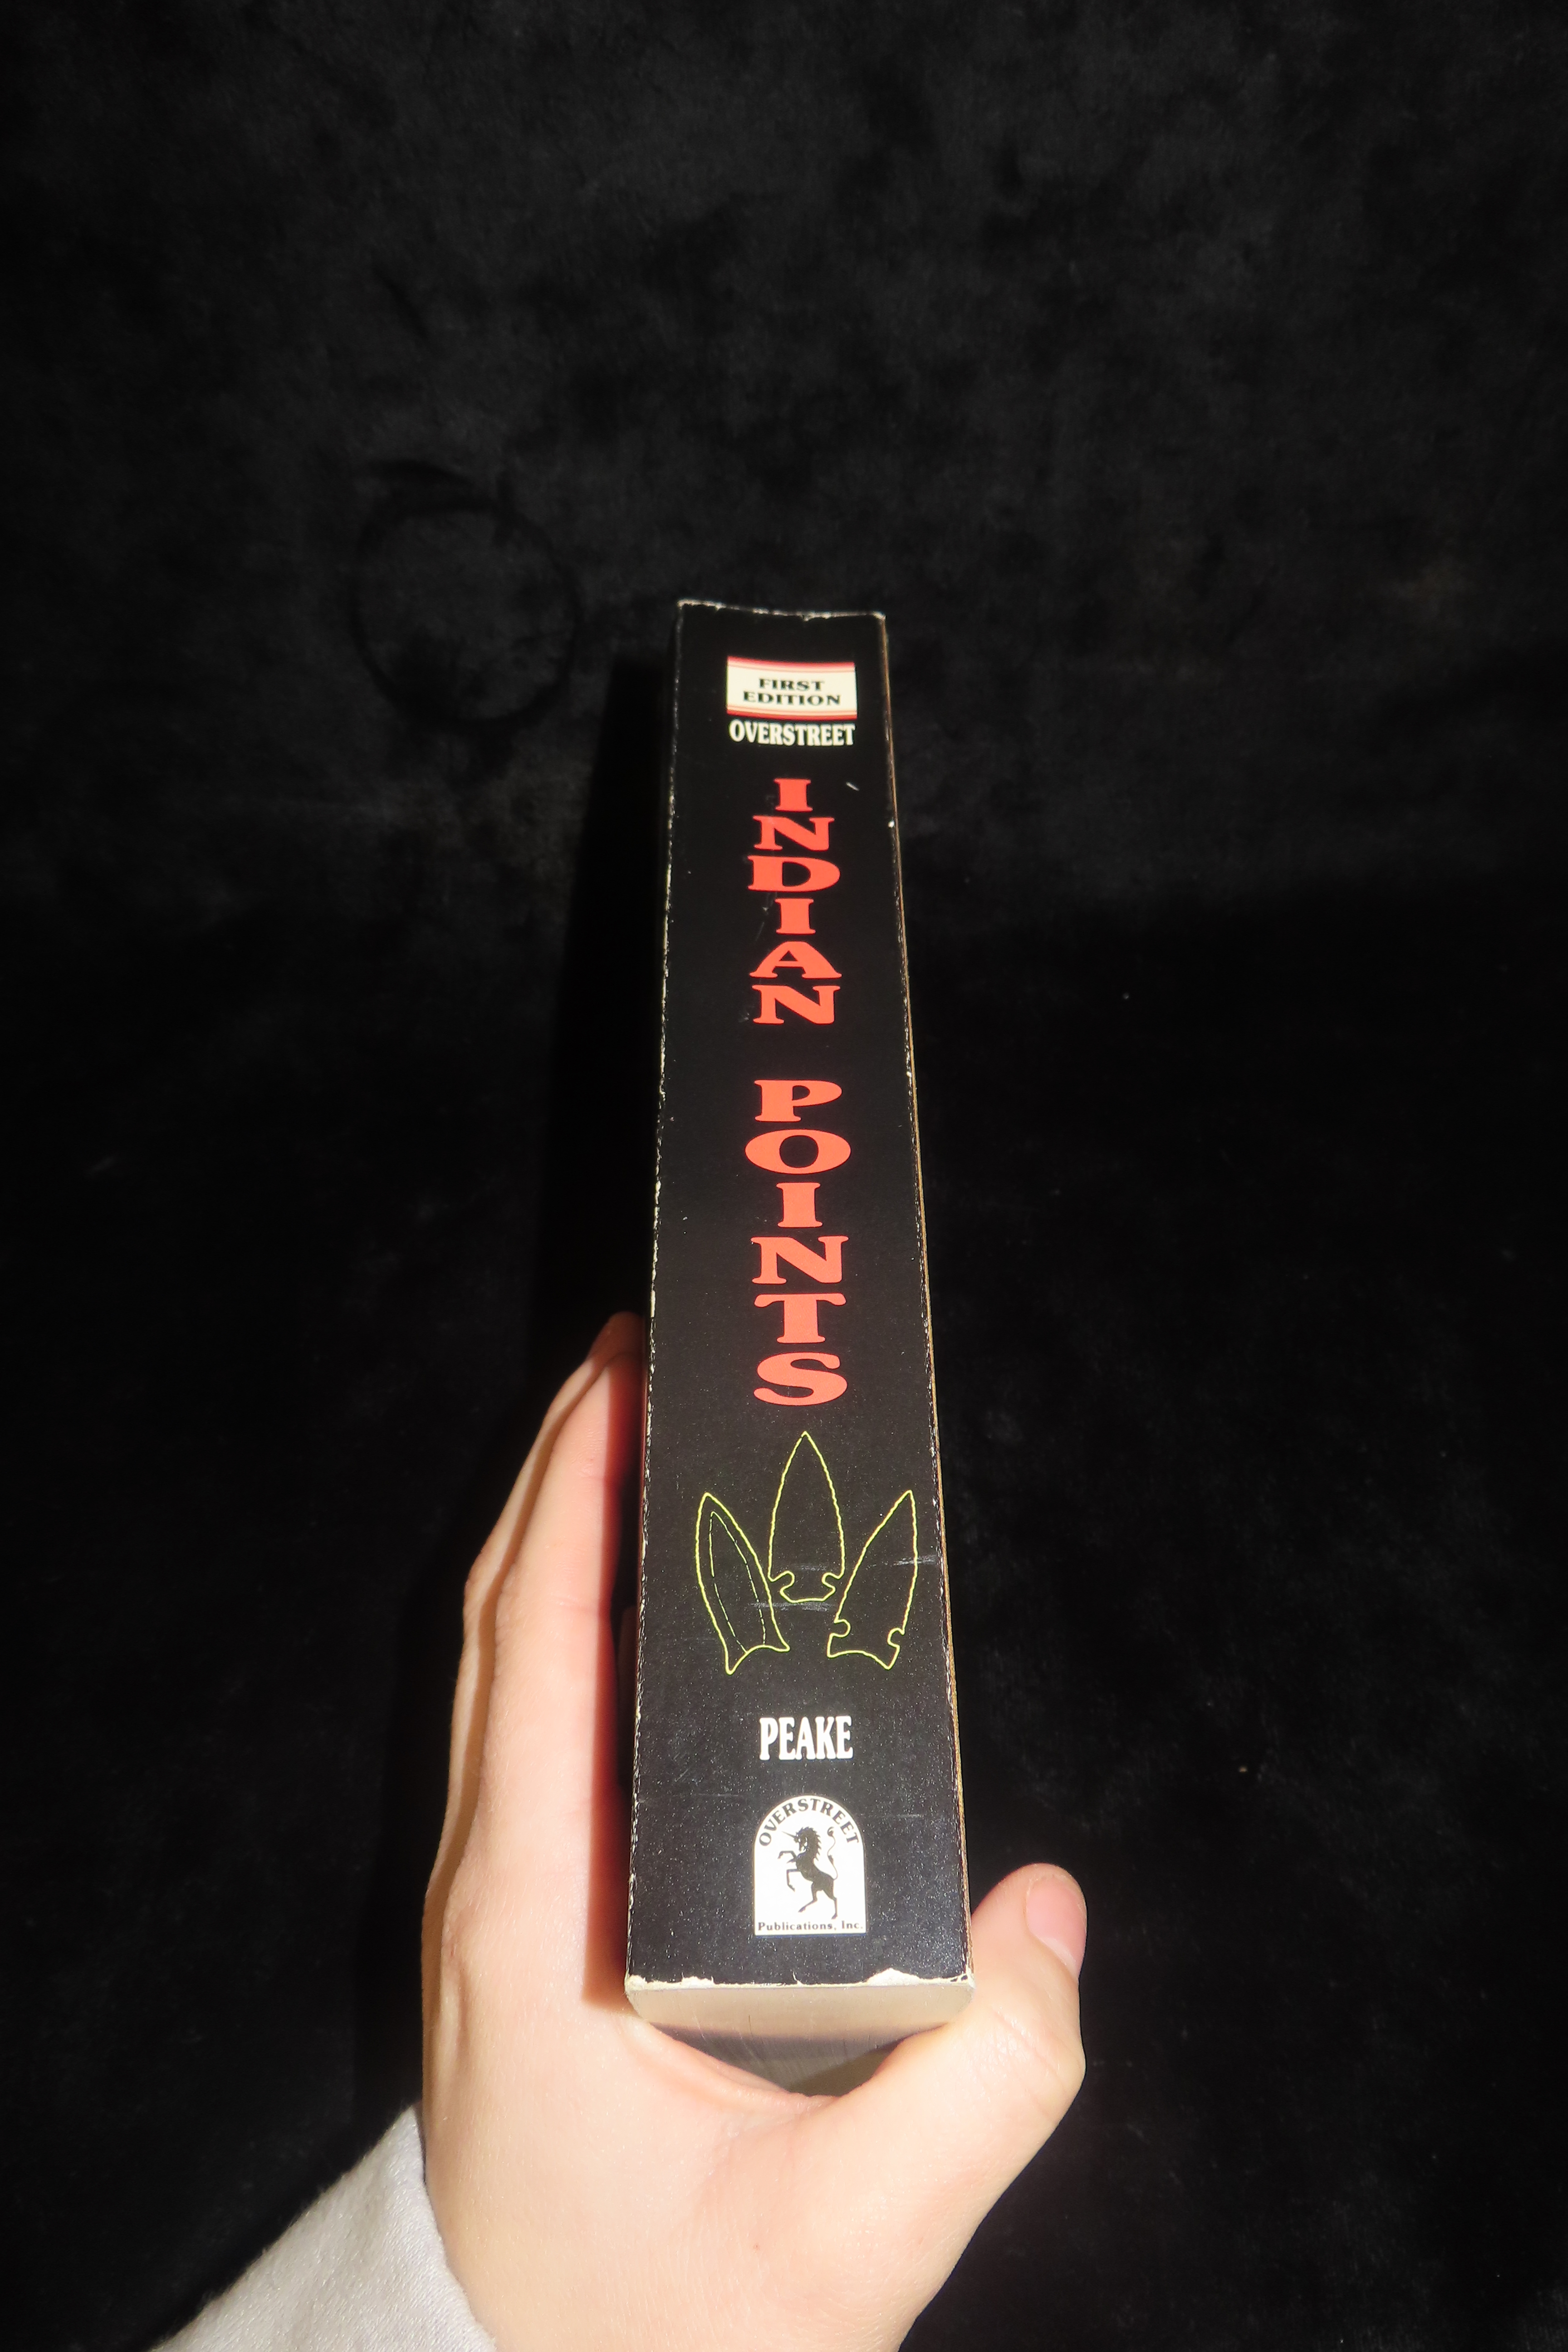 FIRST
EDITION
OVERSTREET
INDIAN POINTS
PEAKE
OVERSTREET
Publications, Inc.